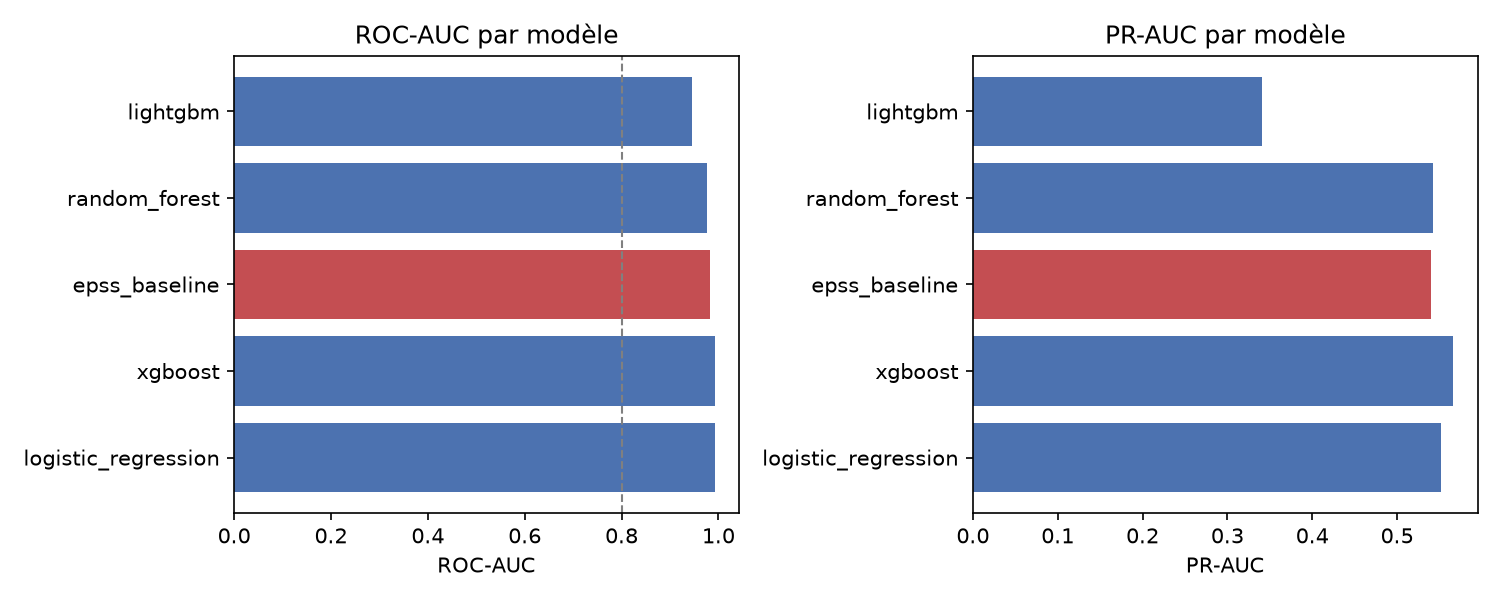 ROC-AUC par modèle
lightgbm
random_forest
epss_baseline
xgboost
logistic_regression
0.0 0.2 0.4 0.6 0.8 1.0
ROC-AUC
PR-AUC par modèle
lightgbm
random_forest
epss_baseline
xgboost
logistic_regression
0.0 0.1 0.2 0.3 0.4 0.5
PR-AUC